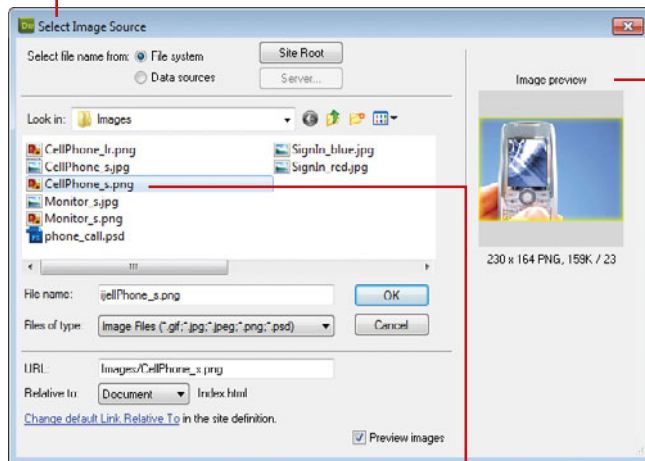 Dw Select Image Source
Select file name from: File system
Data sources
Site Root
Server...
Look in: Images
CellPhone_lr.png
CellPhone_s.jpg
CellPhone_s.png
Monitor_s.jpg
Monitor_s.png
phone_call.psd
SignIn_blue.jpg
SignIn_red.jpg
File name: ijellPhone_s.png
OK
Files of type: Image Files (*.gif;*.jpg;*.jpeg;*.png;*.psd)
Cancel
URL: Images/CellPhone_s.png
Relative to: Document Index.html
Change default Link Relative To in the site definition.
Preview images
Image preview
230 x 164 PNG, 159K / 23